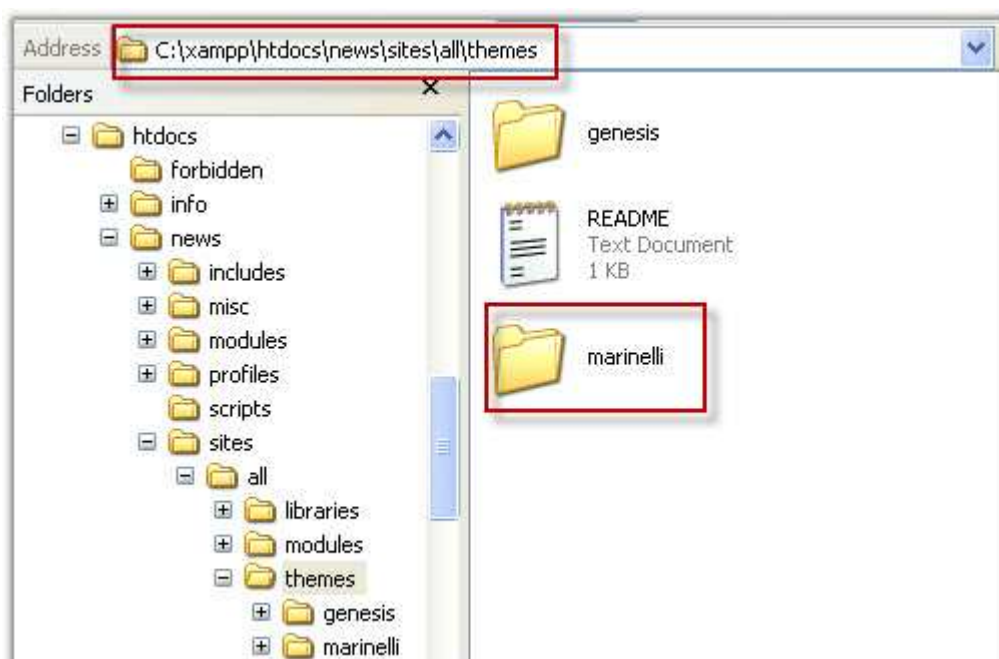 Address C:\xampp\htdocs\news\sites\all\themes
Folders
htdocs
forbidden
info
news
includes
misc
modules
profiles
scripts
sites
all
libraries
modules
themes
genesis
marinelli
genesis
README
Text Document
1 KB
marinelli